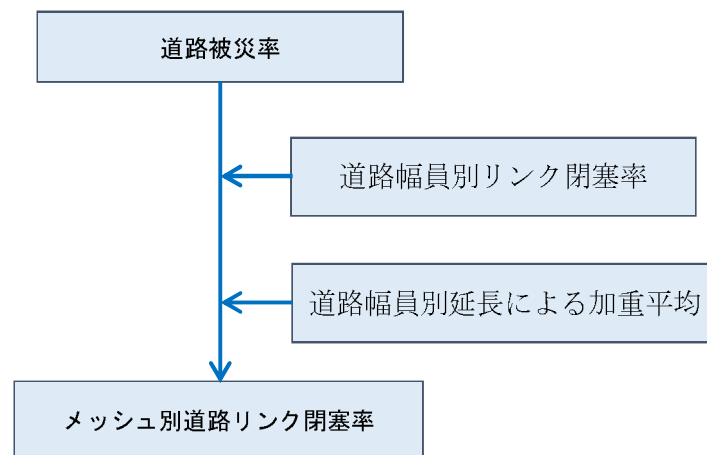 道路被災率
道路幅員別リンク閉塞率
道路幅員別延長による加重平均
メッシュ別道路リンク閉塞率